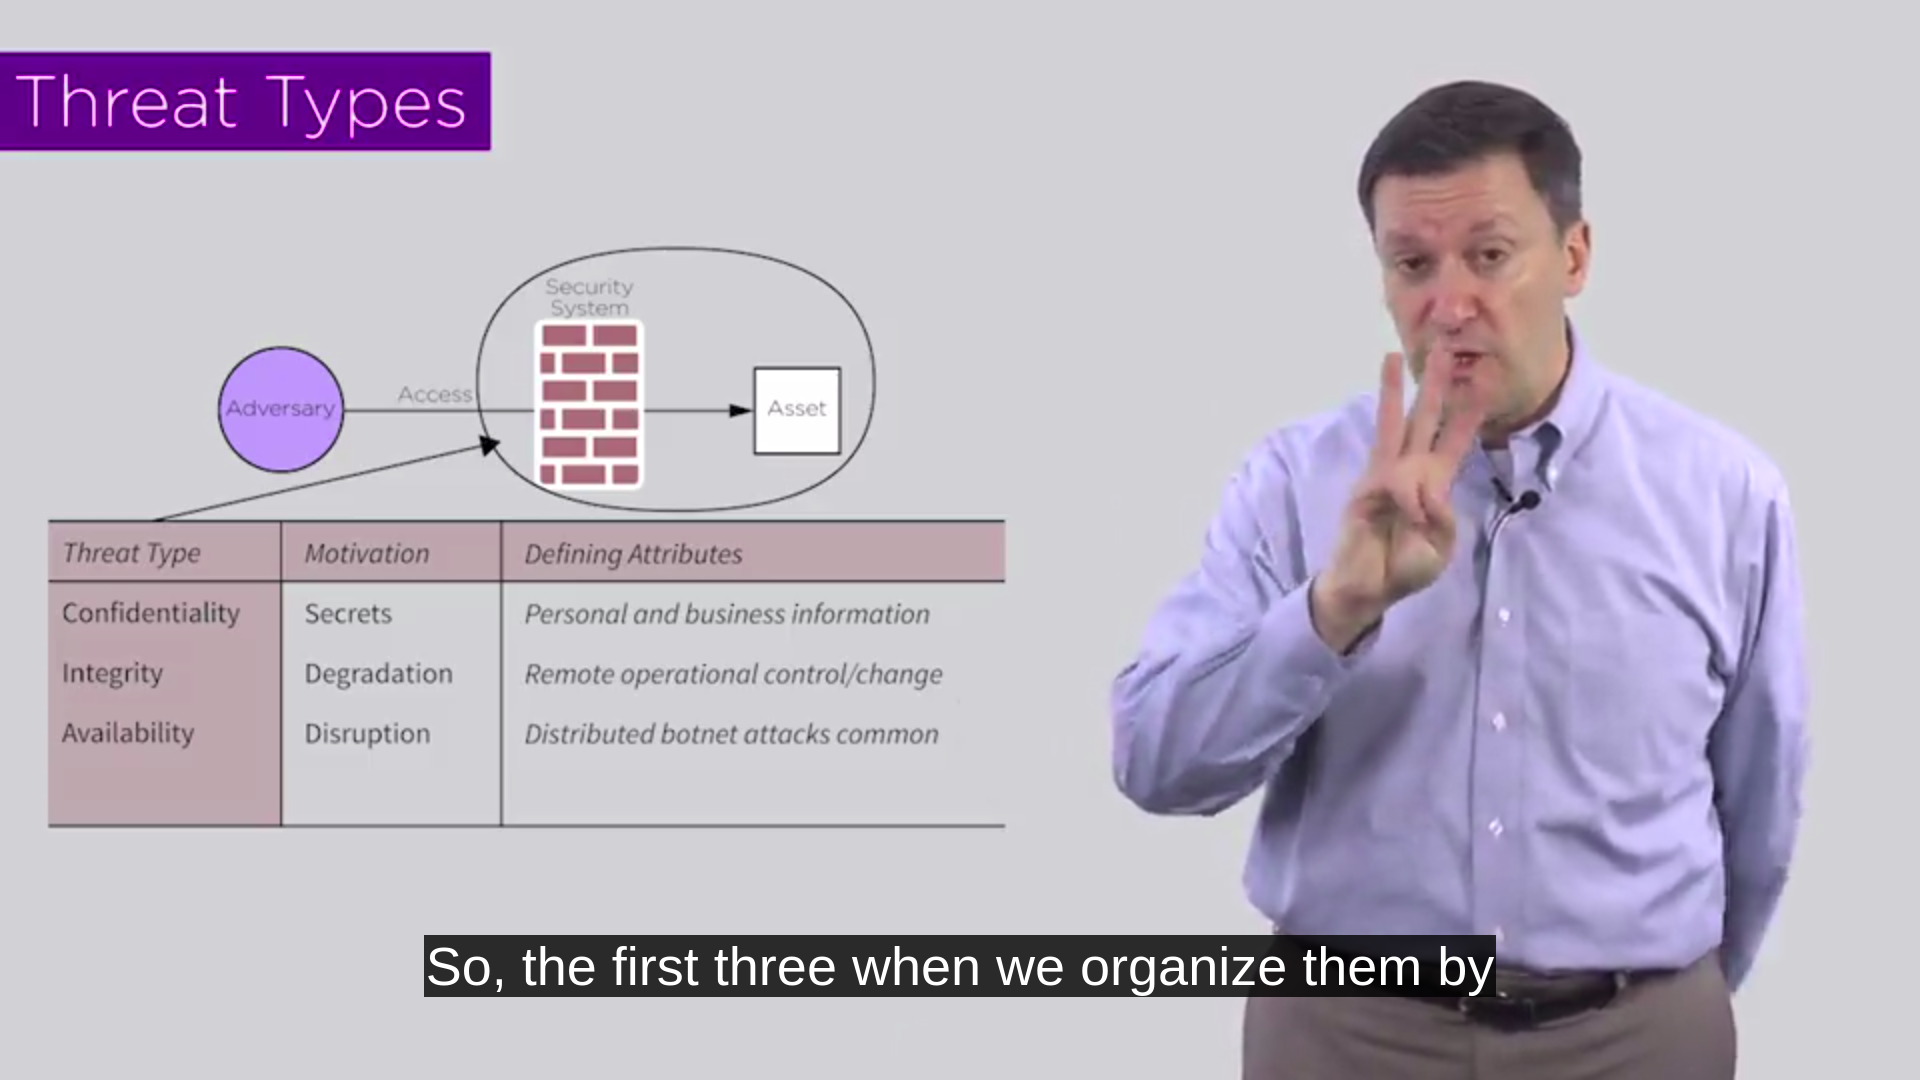 Threat Types
Security
System
Adversary
Access
Asset
Threat Type Motivation Defining Attributes
Confidentiality Secrets Personal and business information
Integrity Degradation Remote operational control/change
Availability Disruption Distributed botnet attacks common
So, the first three when we organize them by